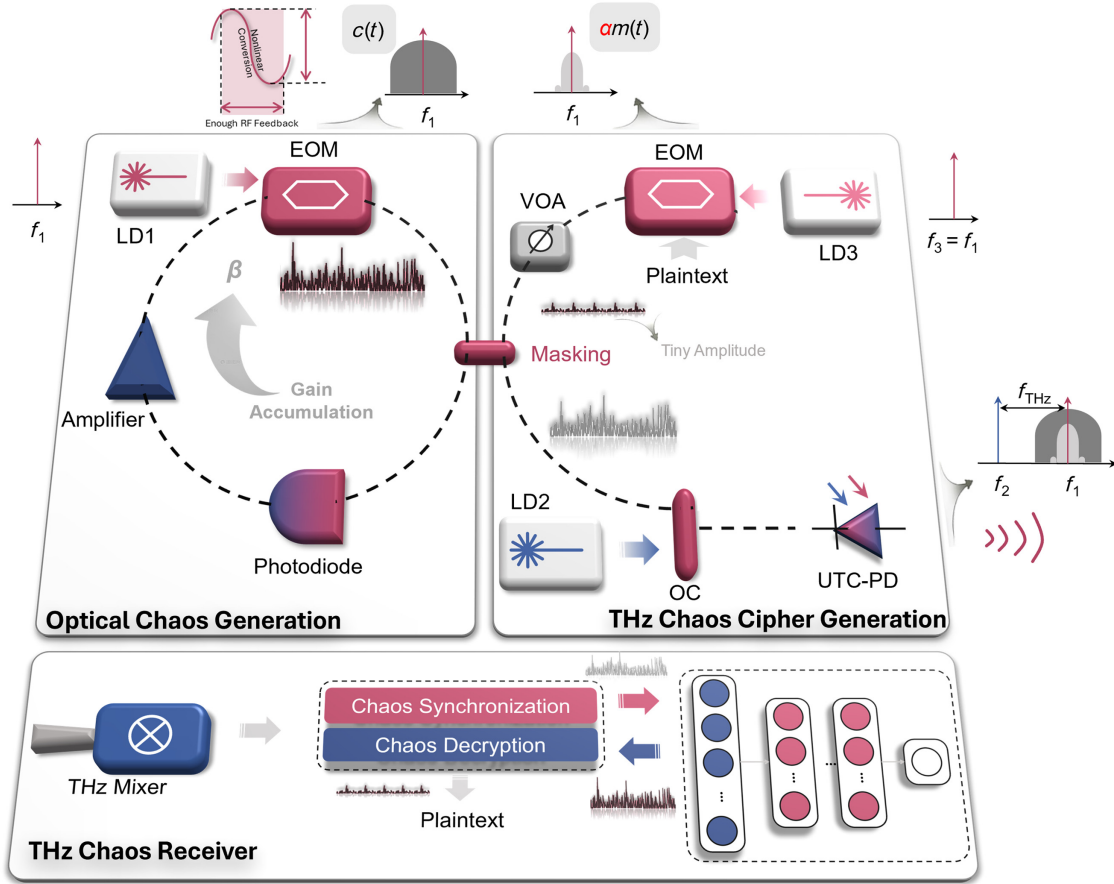 Nonlinear
Conversion
Enough RF Feedback
c(t)
f1
αm(t)
f1
f1
LD1
EOM
β
Gain
Accumulation
Amplifier
Photodiode
Optical Chaos Generation
EOM
VOA
Plaintext
LD3
f3 = f1
Tiny Amplitude
Masking
LD2
OC
UTC-PD
fTHz
f2
f1
THz Chaos Cipher Generation
THz Mixer
Chaos Synchronization
Chaos Decryption
Plaintext
...
...
...
...
THz Chaos Receiver